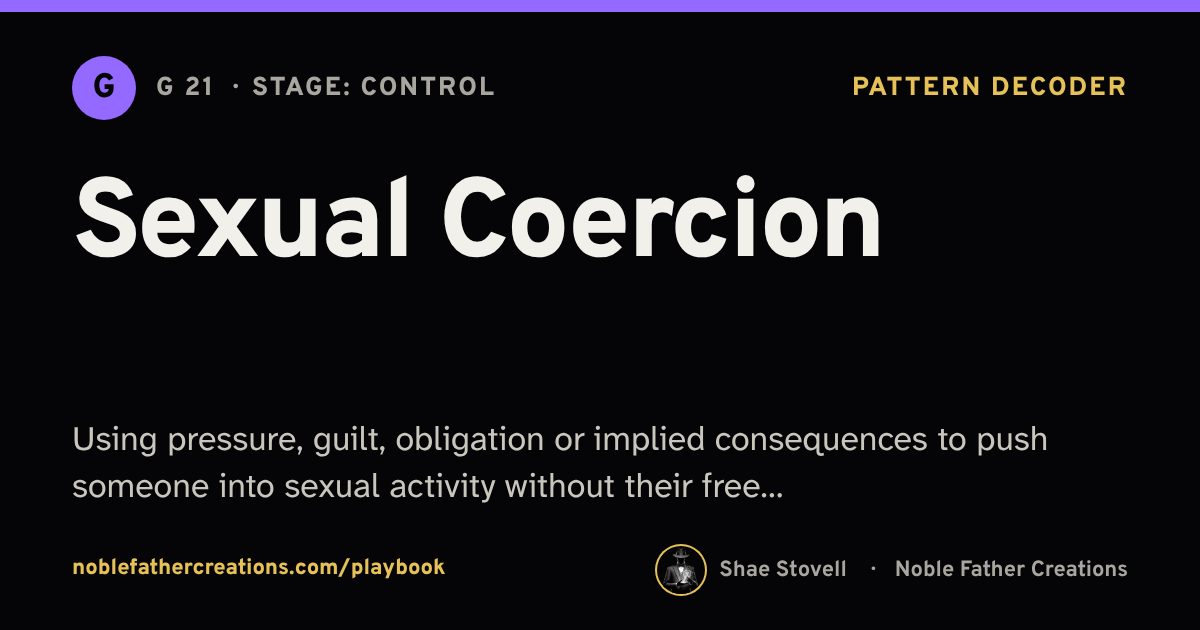 G
G 21 · STAGE: CONTROL
PATTERN DECODER
Sexual Coercion
Using pressure, guilt, obligation or implied consequences to push
someone into sexual activity without their free...
noblefathercreations.com/playbook
Shae Stovell · Noble Father Creations